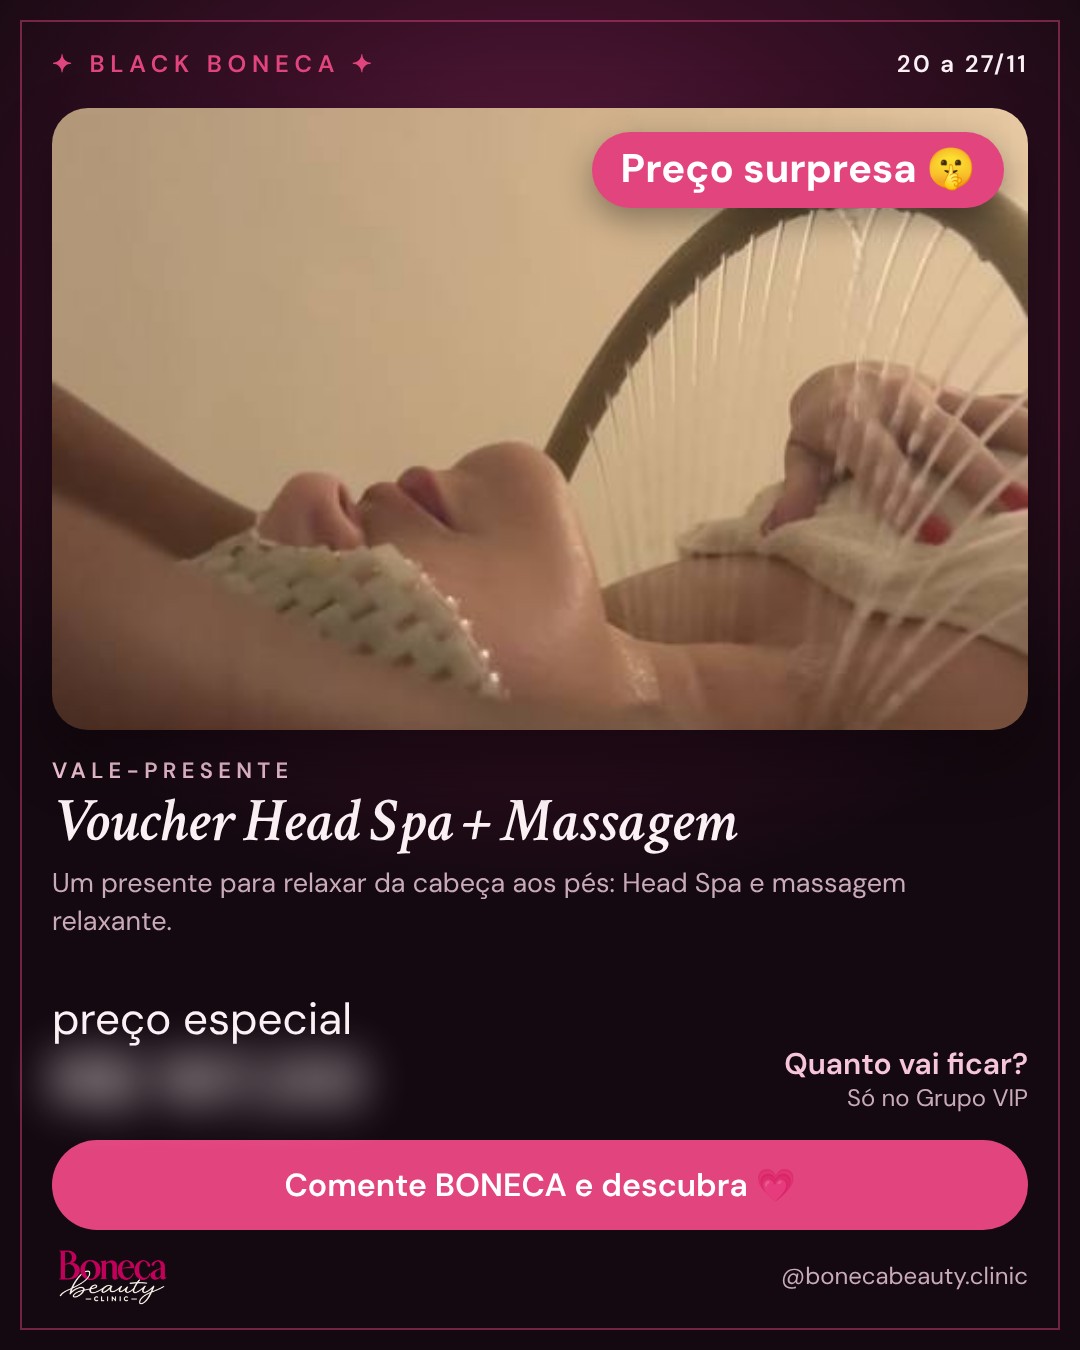 ✦ BLACK BONECA ✦
20 a 27/11
Preço surpresa 🤫
VALE-PRESENTE
Voucher Head Spa + Massagem
Um presente para relaxar da cabeça aos pés: Head Spa e massagem
relaxante.
preço especial
Quanto vai ficar?
Só no Grupo VIP
Comente BONECA e descubra 💗
Boneca
beauty
CLINIC
@bonecabeauty.clinic